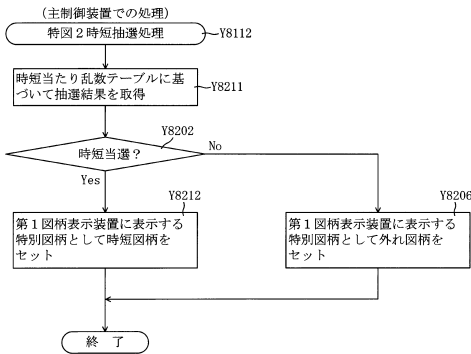 (主制御装置での処理)
特図2時短抽選処理
Y8112
時短当たり乱数テーブルに基
づいて抽選結果を取得
Y8211
Y8202
時短当選?
No
Yes
Y8212
第1図柄表示装置に表示する
特別図柄として時短図柄を
セット
Y8206
第1図柄表示装置に表示する
特別図柄として外れ図柄を
セット
終 了